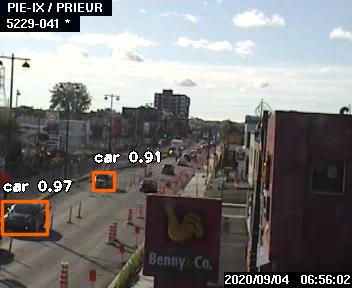 PIE-IX / PRIEUR
5229-041 *
car 0.91
car 0.97
Benny&Co.
2020/09/04 06:56:02